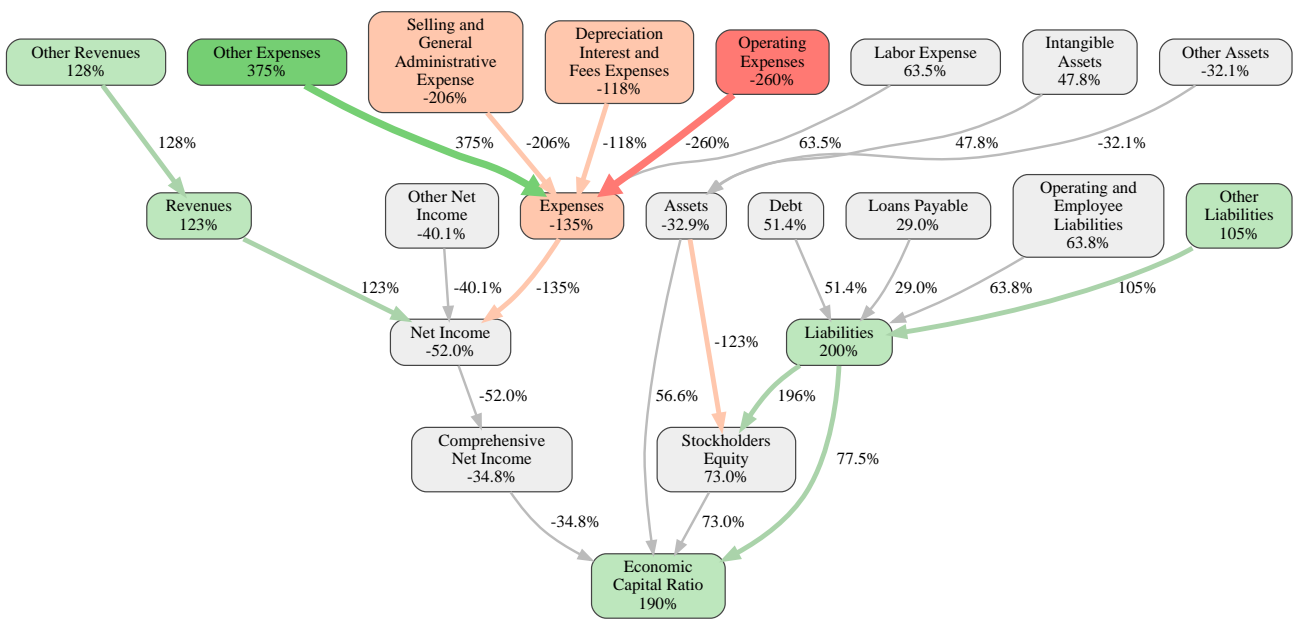 Other Revenues
128%
Other Expenses
375%
Selling and
General
Administrative
Expense
-206%
Depreciation
Interest and
Fees Expenses
-118%
Operating
Expenses
-260%
Labor Expense
63.5%
Intangible
Assets
47.8%
Other Assets
-32.1%
128%
375%
-206%
-118%
-260%
63.5%
47.8%
-32.1%
Revenues
123%
Other Net
Income
-40.1%
Expenses
-135%
Assets
-32.9%
Debt
51.4%
Loans Payable
29.0%
Operating and
Employee
Liabilities
63.8%
Other
Liabilities
105%
123%
-40.1%
-135%
51.4%
29.0%
63.8%
105%
Net Income
-52.0%
-123%
Liabilities
200%
-52.0%
56.6%
196%
Comprehensive
Net Income
-34.8%
Stockholders
Equity
73.0%
77.5%
-34.8%
73.0%
Economic
Capital Ratio
190%